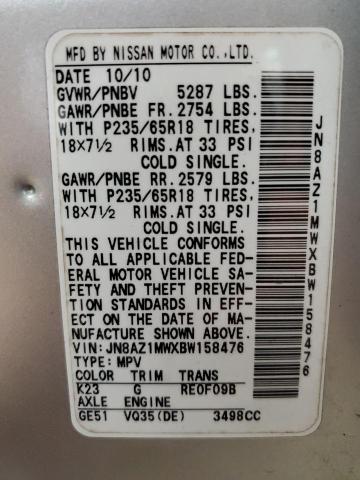 MFD BY NISSAN MOTOR CO.,LTD.
DATE 10/10
GVWR/PNBV 5287 LBS.
GAWR/PNBE FR. 2754 LBS.
WITH P235/65R18 TIRES,
18X7½ RIMS. AT 33 PSI
COLD SINGLE.
GAWR/PNBE RR. 2579 LBS.
WITH P235/65R18 TIRES,
18X7½ RIMS. AT 33 PSI
COLD SINGLE.
THIS VEHICLE CONFORMS
TO ALL APPLICABLE FED-
ERAL MOTOR VEHICLE SA-
FETY AND THEFT PREVENTION
STANDARDS IN EFF-
ECT ON THE DATE OF MA-
NUFACTURE SHOWN ABOVE.
VIN: JN8AZ1MWXBW158476
TYPE: MPV
COLOR TRIM TRANS
K23 G RE0F09B
AXLE ENGINE
GE51 VQ35(DE) 3498CC
JN8AZ1MWXBW158476